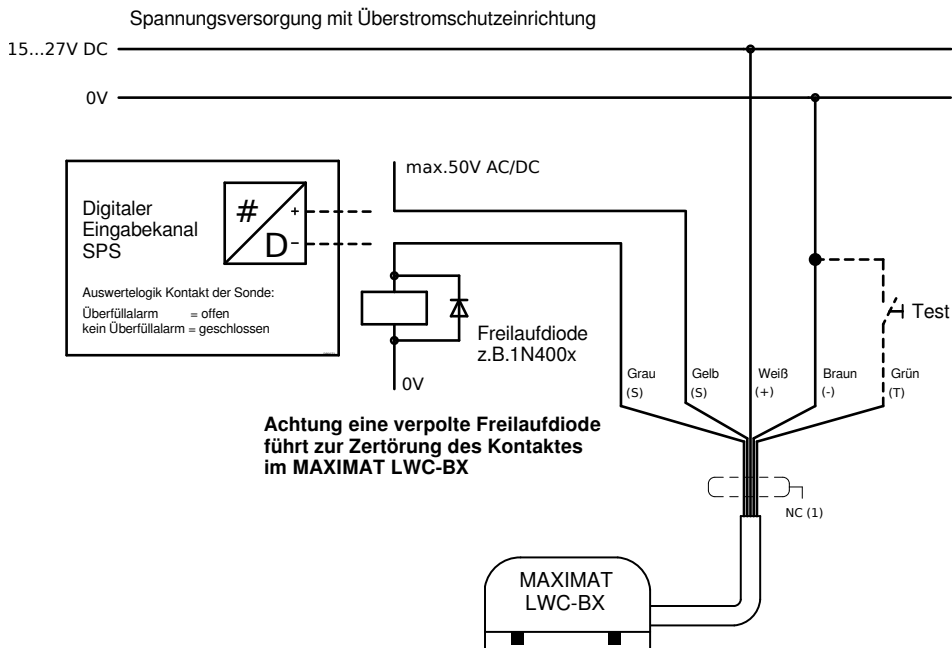 Spannungsversorgung mit Überstromschutzeinrichtung
15...27V DC
0V
max.50V AC/DC
Digitaler
Eingabekanal
SPS
#
+
D
-
Auswertelogik Kontakt der Sonde:
Überfüllalarm = offen
kein Überfüllalarm = geschlossen
Freilaufdiode
z.B.1N400x
0V
Test
Grau
(S)
Gelb
(S)
Weiß
(+)
Braun
(-)
Grün
(T)
Achtung eine verpolte Freilaufdiode
führt zur Zertörung des Kontaktes
im MAXIMAT LWC-BX
NC (1)
MAXIMAT
LWC-BX